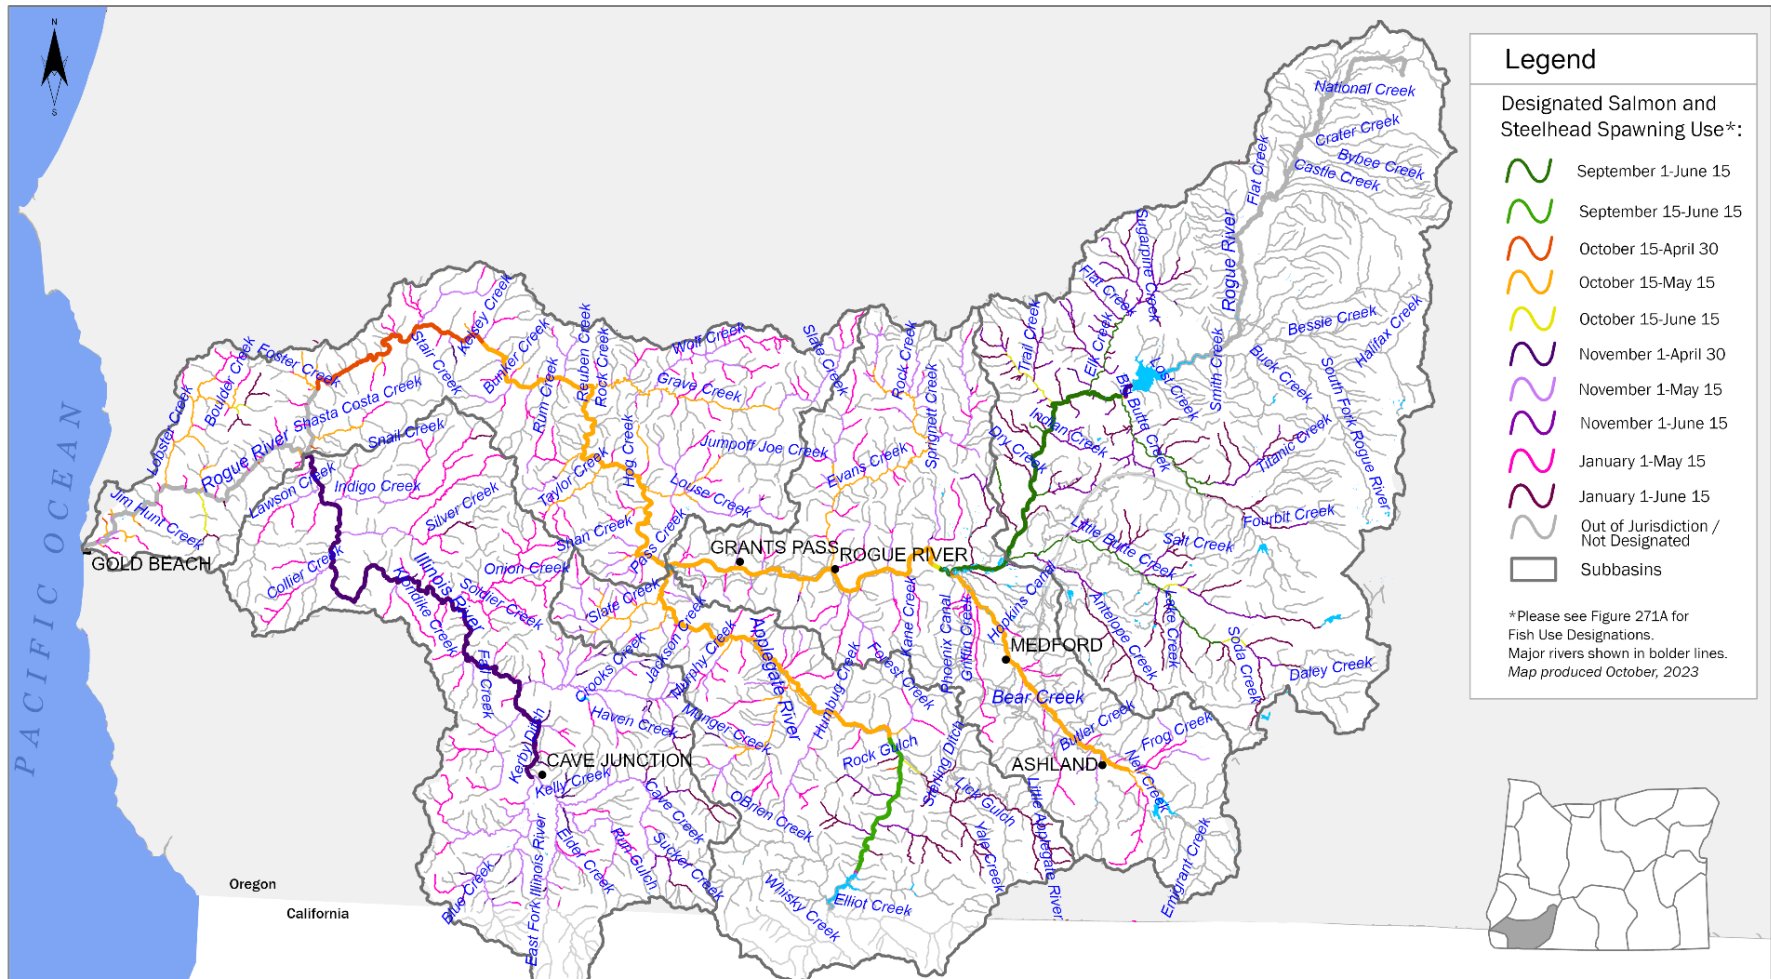 N
S
Legend
Designated Salmon and
Steelhead Spawning Use*:
September 1-June 15
September 15-June 15
October 15-April 30
October 15-May 15
October 15-June 15
November 1-April 30
November 1-May 15
November 1-June 15
January 1-May 15
January 1-June 15
Out of Jurisdiction /
Not Designated
Subbasins
*Please see Figure 271A for
Fish Use Designations.
Major rivers shown in bolder lines.
Map produced October, 2023
PACIFIC OCEAN
National Creek
Crater Creek
Bybee Creek
Castle Creek
Flat Creek
Rogue River
Sugarpine Creek
Flat Creek
Elk Creek
Trail Creek
Bessie Creek
Halifax Creek
Buck Creek
South Fork Rogue River
Smith Creek
Lost Creek
Big Butte Creek
Indian Creek
Dry Creek
Titanic Creek
Fourbit Creek
Salt Creek
Little Butte Creek
Lake Creek
Antelope Creek
Soda Creek
Daley Creek
Hopkins Canal
Kelsey Creek
Bunker Creek
Stair Creek
Foster Creek
Boulder Creek
Lobster Creek
Shasta Costa Creek
Rogue River
Snail Creek
Lawson Creek
Indigo Creek
Silver Creek
Jim Hunt Creek
GOLD BEACH
Collier Creek
Illinois River
Klondike Creek
Onion Creek
Soldier Creek
Fall Creek
Rum Creek
Reuben Creek
Rock Creek
Wolf Creek
Grave Creek
Slate Creek
Rock Creek
Sprignett Creek
Jumpoff Joe Creek
Hog Creek
Taylor Creek
Louse Creek
Evans Creek
Shan Creek
Pass Creek
GRANTS PASS
ROGUE RIVER
Slate Creek
Jackson Creek
Murphy Creek
Crooks Creek
Applegate River
Humbug Creek
Forest Creek
Kane Creek
Phoenix Canal
Griffin Creek
MEDFORD
Bear Creek
Butler Creek
Frog Creek
ASHLAND
Neil Creek
Emigrant Creek
Haven Creek
Munger Creek
Kerby Ditch
CAVE JUNCTION
Kelly Creek
Cave Creek
Rock Gulch
Sterling Ditch
Lick Gulch
Little Applegate River
Yale Creek
OBrien Creek
Elder Creek
Sucker Creek
Blue Creek
East Fork Illinois River
Whisky Creek
Elliot Creek
Oregon
California